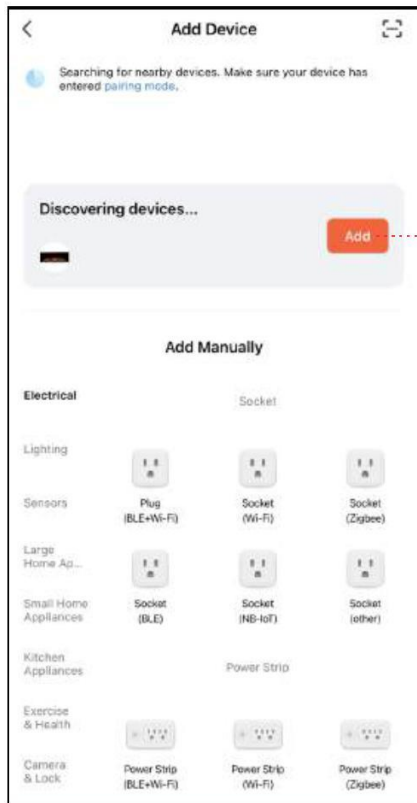 Add Device
Searching for nearby devices. Make sure your device has
entered pairing mode.
Discovering devices...
Add
Add Manually
Electrical
Socket
Lighting
Sensors
Plug
(BLE+Wi-Fi)
Socket
(Wi-Fi)
Socket
(Zigbee)
Large
Home Ap...
Small Home
Appliances
Socket
(BLE)
Socket
(NB-IoT)
Socket
(other)
Kitchen
Appliances
Power Strip
Exercise
& Health
Camera
& Lock
Power Strip
(BLE+Wi-Fi)
Power Strip
(Wi-Fi)
Power Strip
(Zigbee)